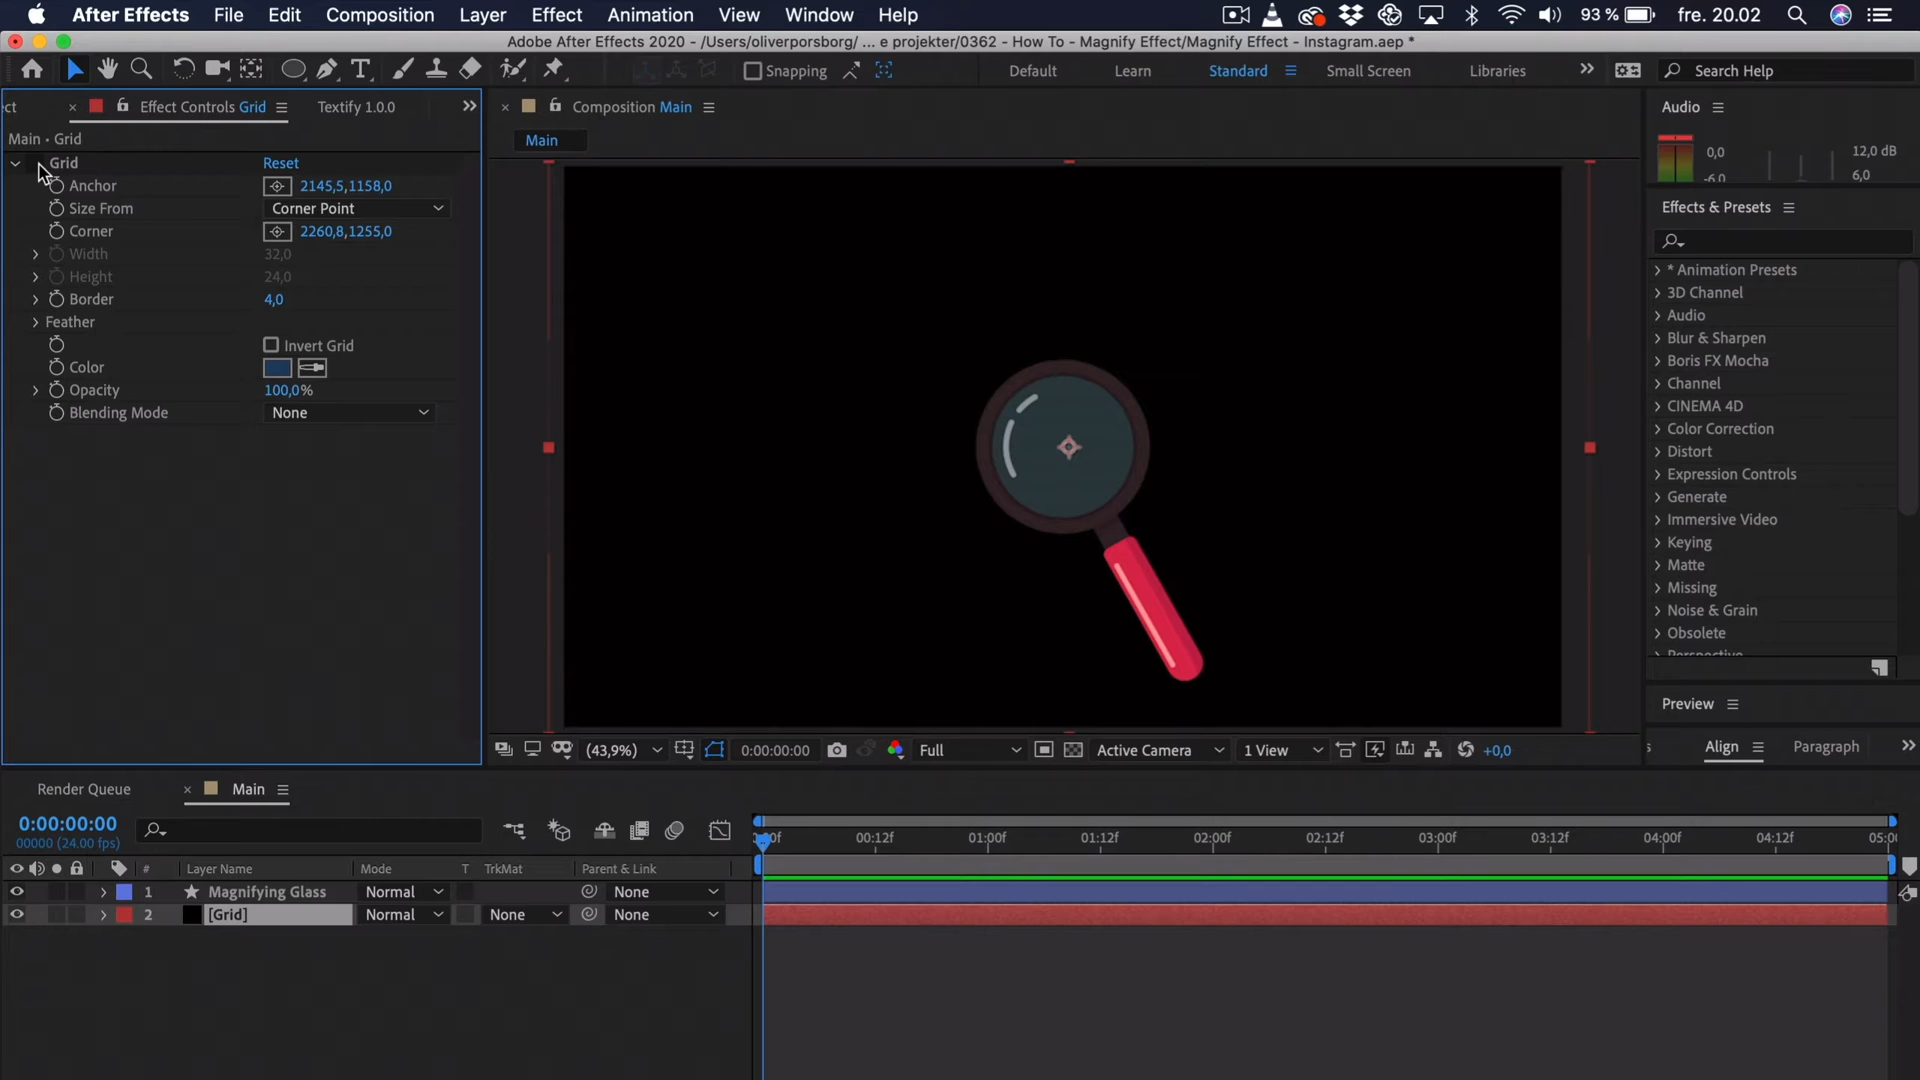 After Effects File Edit Composition Layer Effect Animation View Window Help 93 % fre. 20.02
Adobe After Effects 2020 - /Users/oliverporsborg/ ... e projekter/0362 - How To - Magnify Effect/Magnify Effect - Instagram.aep *
Snapping Default Learn Standard Small Screen Libraries Search Help
ect Effect Controls Grid Textify 1.0.0 Composition Main Audio
Main • Grid Main
Grid Reset
Anchor 2145,5,1158,0
Size From Corner Point
Corner 2260,8,1255,0
Width 32,0
Height 24,0
Border 4,0
Feather
Invert Grid
Color
Opacity 100,0%
Blending Mode None
0,0 12,0 dB
-6,0 6,0
Effects & Presets
* Animation Presets
3D Channel
Audio
Blur & Sharpen
Boris FX Mocha
Channel
CINEMA 4D
Color Correction
Distort
Expression Controls
Generate
Immersive Video
Keying
Matte
Missing
Noise & Grain
Obsolete
Perspective
Preview
(43,9%) 0:00:00:00 Full Active Camera 1 View +0,0
s Align Paragraph
Render Queue Main
0:00:00:00
00000 (24.00 fps)
:00f 00:12f 01:00f 01:12f 02:00f 02:12f 03:00f 03:12f 04:00f 04:12f 05:00
# Layer Name Mode T TrkMat Parent & Link
1 Magnifying Glass Normal None
2 [Grid] Normal None None